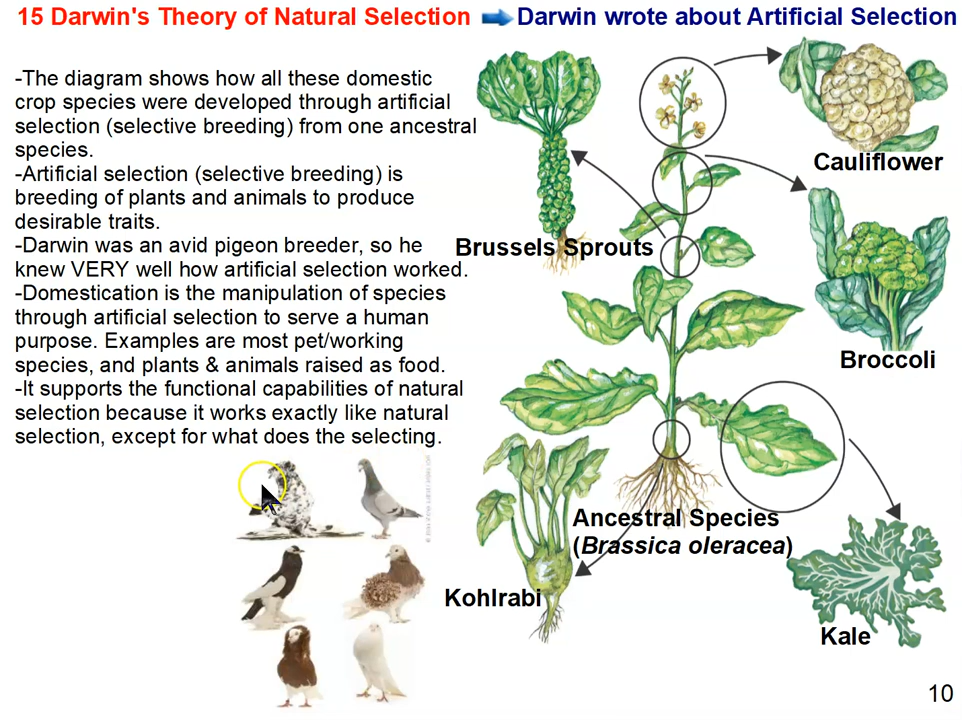 15 Darwin's Theory of Natural Selection
Darwin wrote about Artificial Selection
-The diagram shows how all these domestic
crop species were developed through artificial
selection (selective breeding) from one ancestral
species.
-Artificial selection (selective breeding) is
breeding of plants and animals to produce
desirable traits.
-Darwin was an avid pigeon breeder, so he
knew VERY well how artificial selection worked.
-Domestication is the manipulation of species
through artificial selection to serve a human
purpose. Examples are most pet/working
species, and plants & animals raised as food.
-It supports the functional capabilities of natural
selection because it works exactly like natural
selection, except for what does the selecting.
Cauliflower
Brussels Sprouts
Broccoli
Ancestral Species
(Brassica oleracea)
Kohlrabi
Kale
10